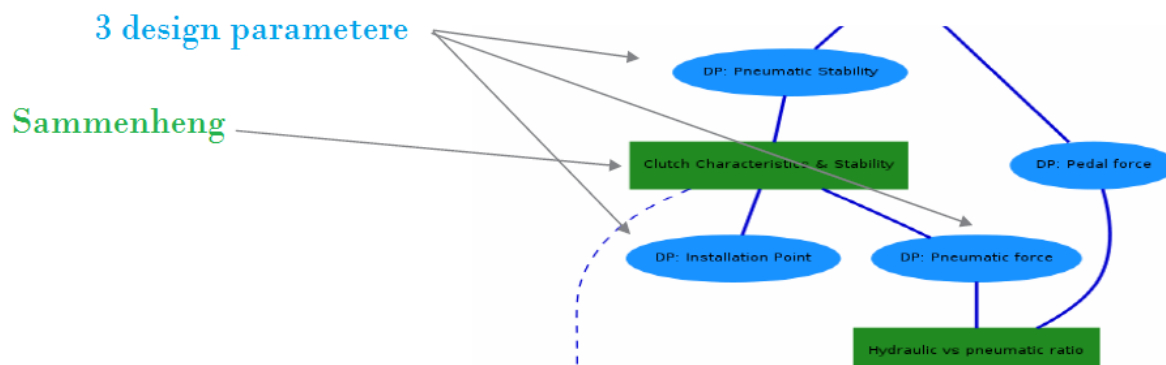 3 design parametere
DP: Pneumatic Stability
Sammenheng
Clutch Characteristics & Stability
DP: Pedal force
DP: Installation Point
DP: Pneumatic force
Hydraulic vs pneumatic ratio